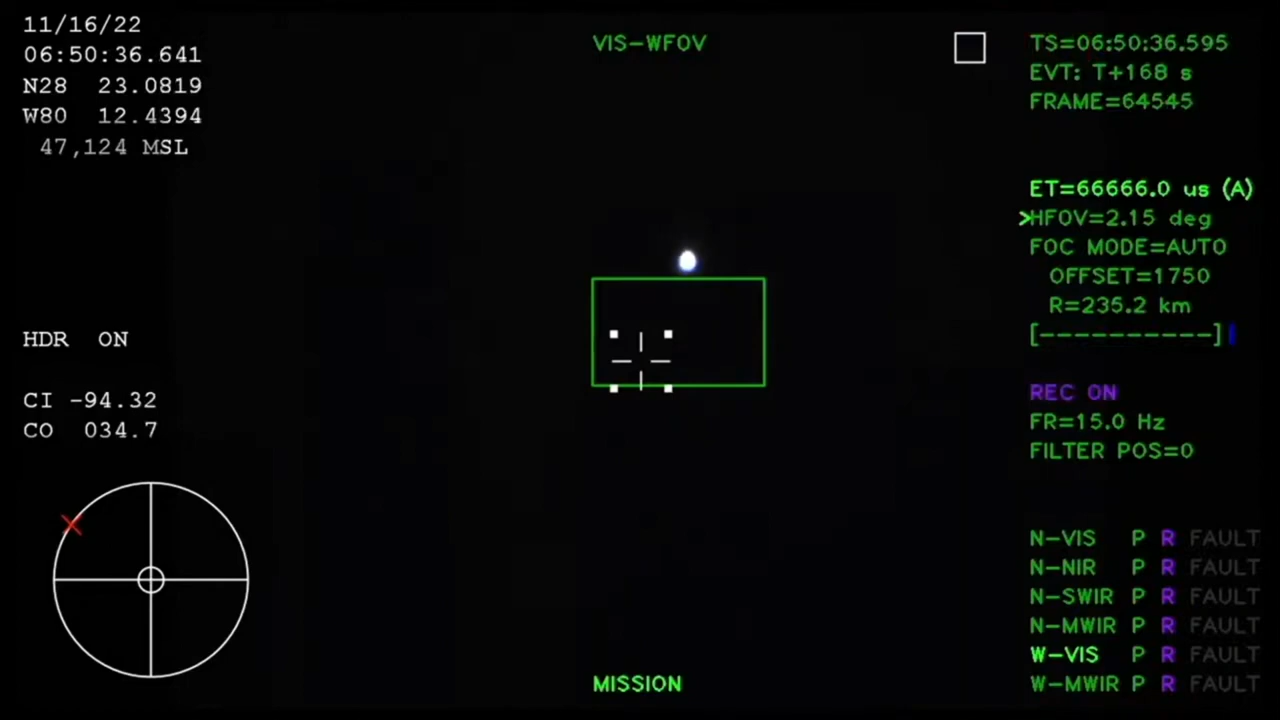 11/16/22
06:50:36.641
N28 23.0819
W80 12.4394
47,124 MSL
HDR ON
CI -94.32
CO 034.7
VIS-WFOV
MISSION
TS=06:50:36.595
EVT: T+168 s
FRAME=64545
ET=66666.0 us (A)
>HFOV=2.15 deg
FOC MODE=AUTO
OFFSET=1750
R=235.2 km
[----------]
REC ON
FR=15.0 Hz
FILTER POS=0
N-VIS P R FAULT
N-NIR P R FAULT
N-SWIR P R FAULT
N-MWIR P R FAULT
W-VIS P R FAULT
W-MWIR P R FAULT